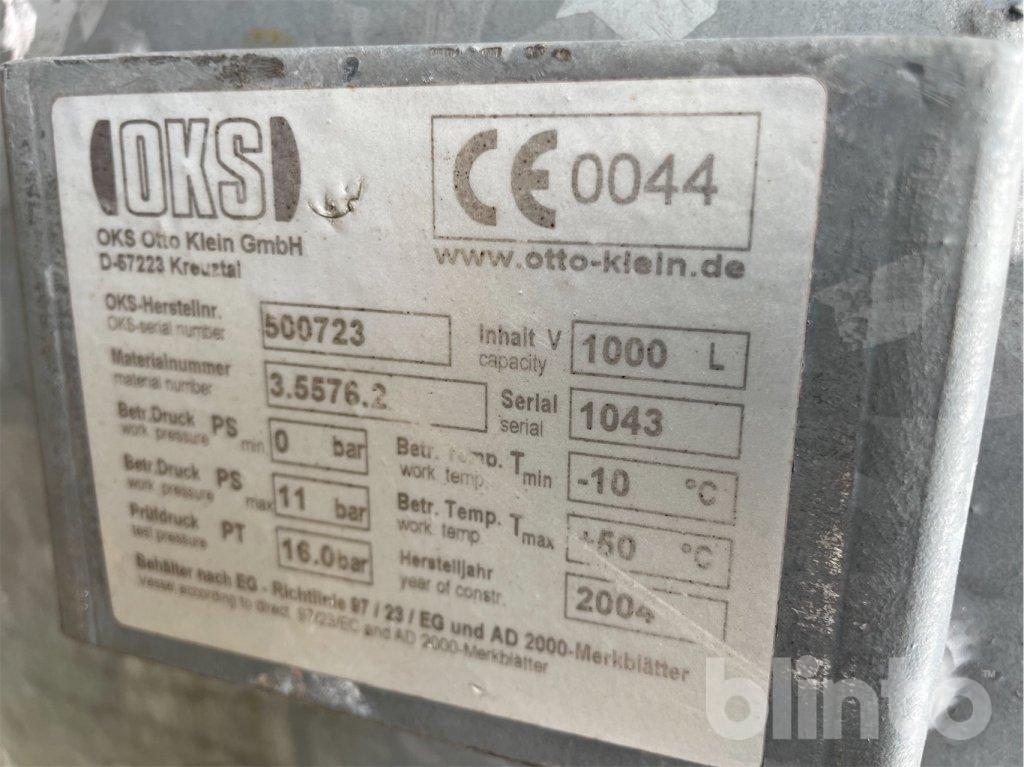 OKS
OKS Otto Klein GmbH
D-57223 Kreuztal
CE 0044
www.otto-klein.de
OKS-Herstellnr. 500723
OKS-serial number
Inhalt V 1000 L
capacity
Materialnummer 3.5576.2
material number
Serial 1043
serial
Betr.Druck PS min 0 bar
work pressure
Betr. Temp. Tmin -10 °C
work temp.
Betr.Druck PS max 11 bar
work pressure
Betr. Temp. Tmax +50 °C
work temp.
Prüfdruck PT 16.0bar
test pressure
Herstelljahr 2004
year of constr.
Behälter nach EG - Richtlinie 97 / 23 / EG und AD 2000-Merkblätter
Vessel according to direct. 97/23/EC and AD 2000-Merkblätter
blinto™